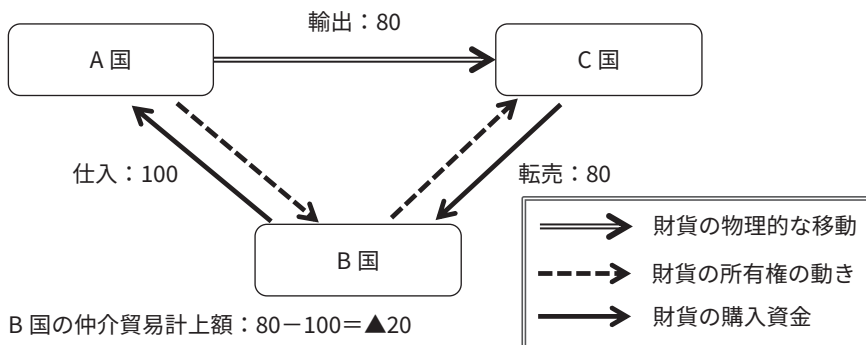 輸出：80
A 国
C 国
仕入：100
転売：80
B 国
財貨の物理的な移動
財貨の所有権の動き
財貨の購入資金
B 国の仲介貿易計上額：80－100＝▲20